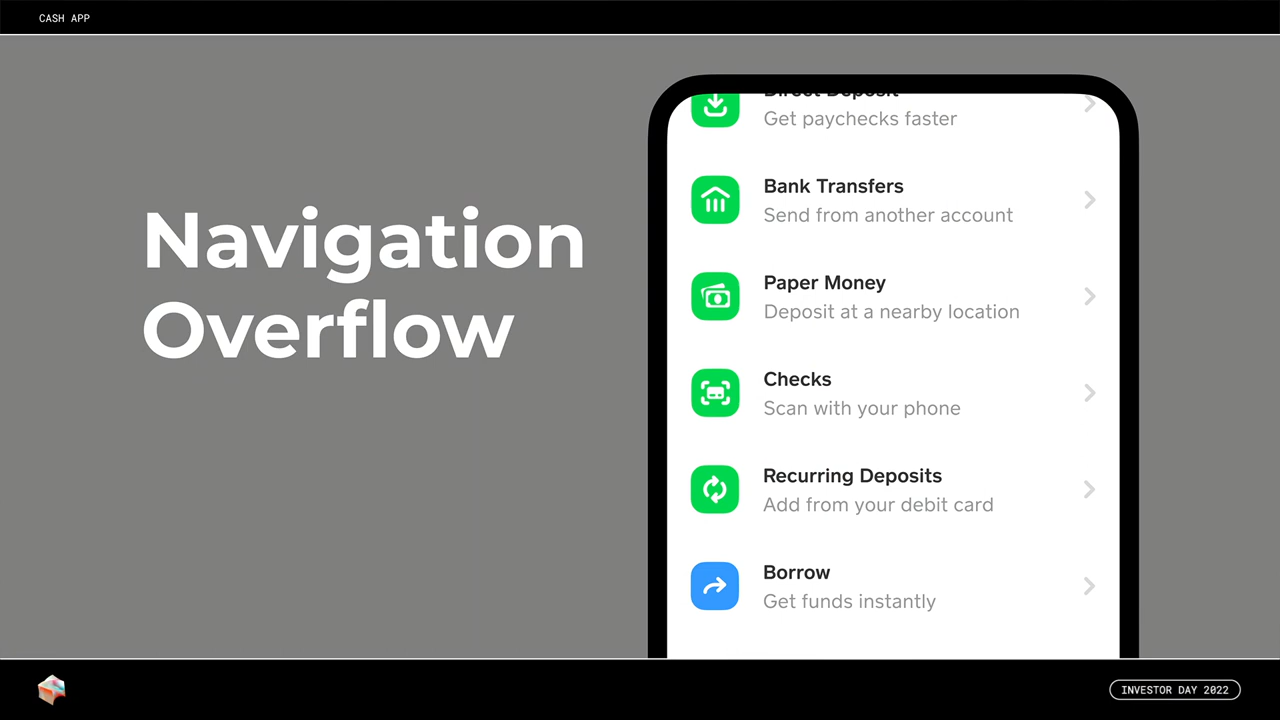 CASH APP
Navigation
Overflow
Direct Deposit
Get paychecks faster
Bank Transfers
Send from another account
Paper Money
Deposit at a nearby location
Checks
Scan with your phone
Recurring Deposits
Add from your debit card
Borrow
Get funds instantly
INVESTOR DAY 2022